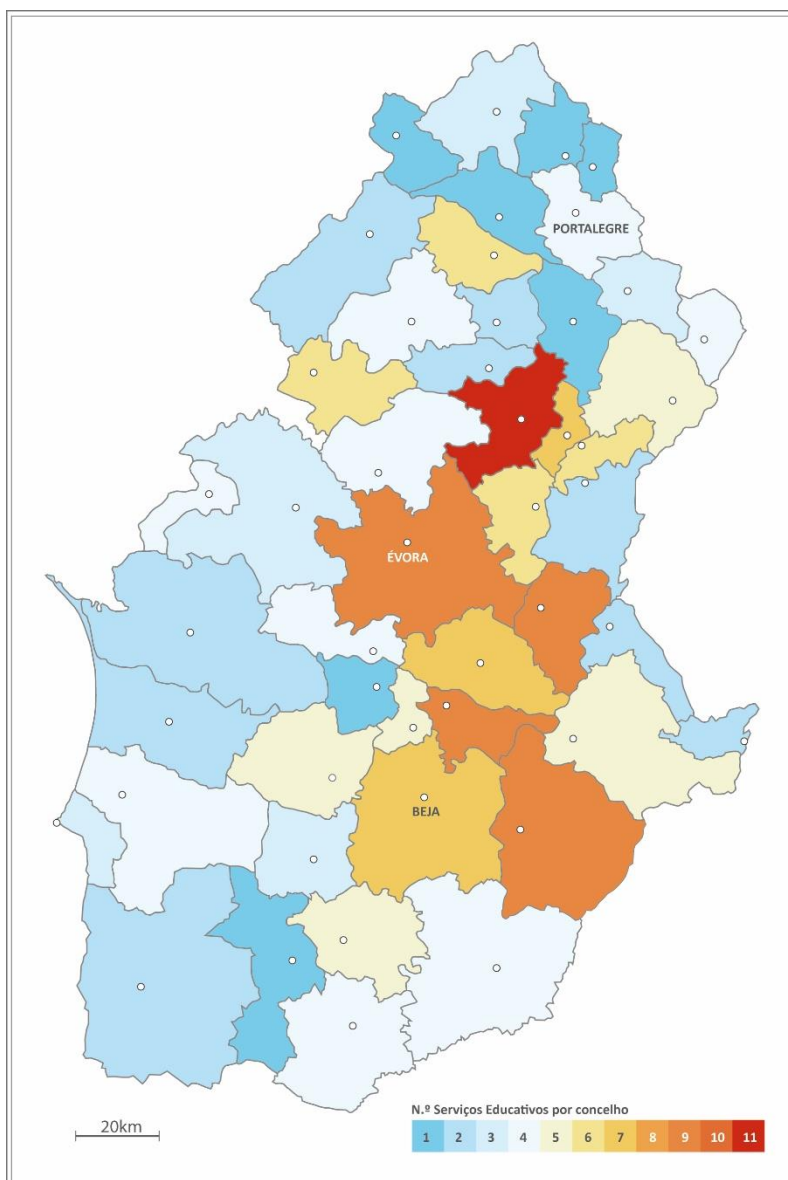 PORTALEGRE
ÉVORA
BEJA
N.º Serviços Educativos por concelho
20km
1 2 3 4 5 6 7 8 9 10 11